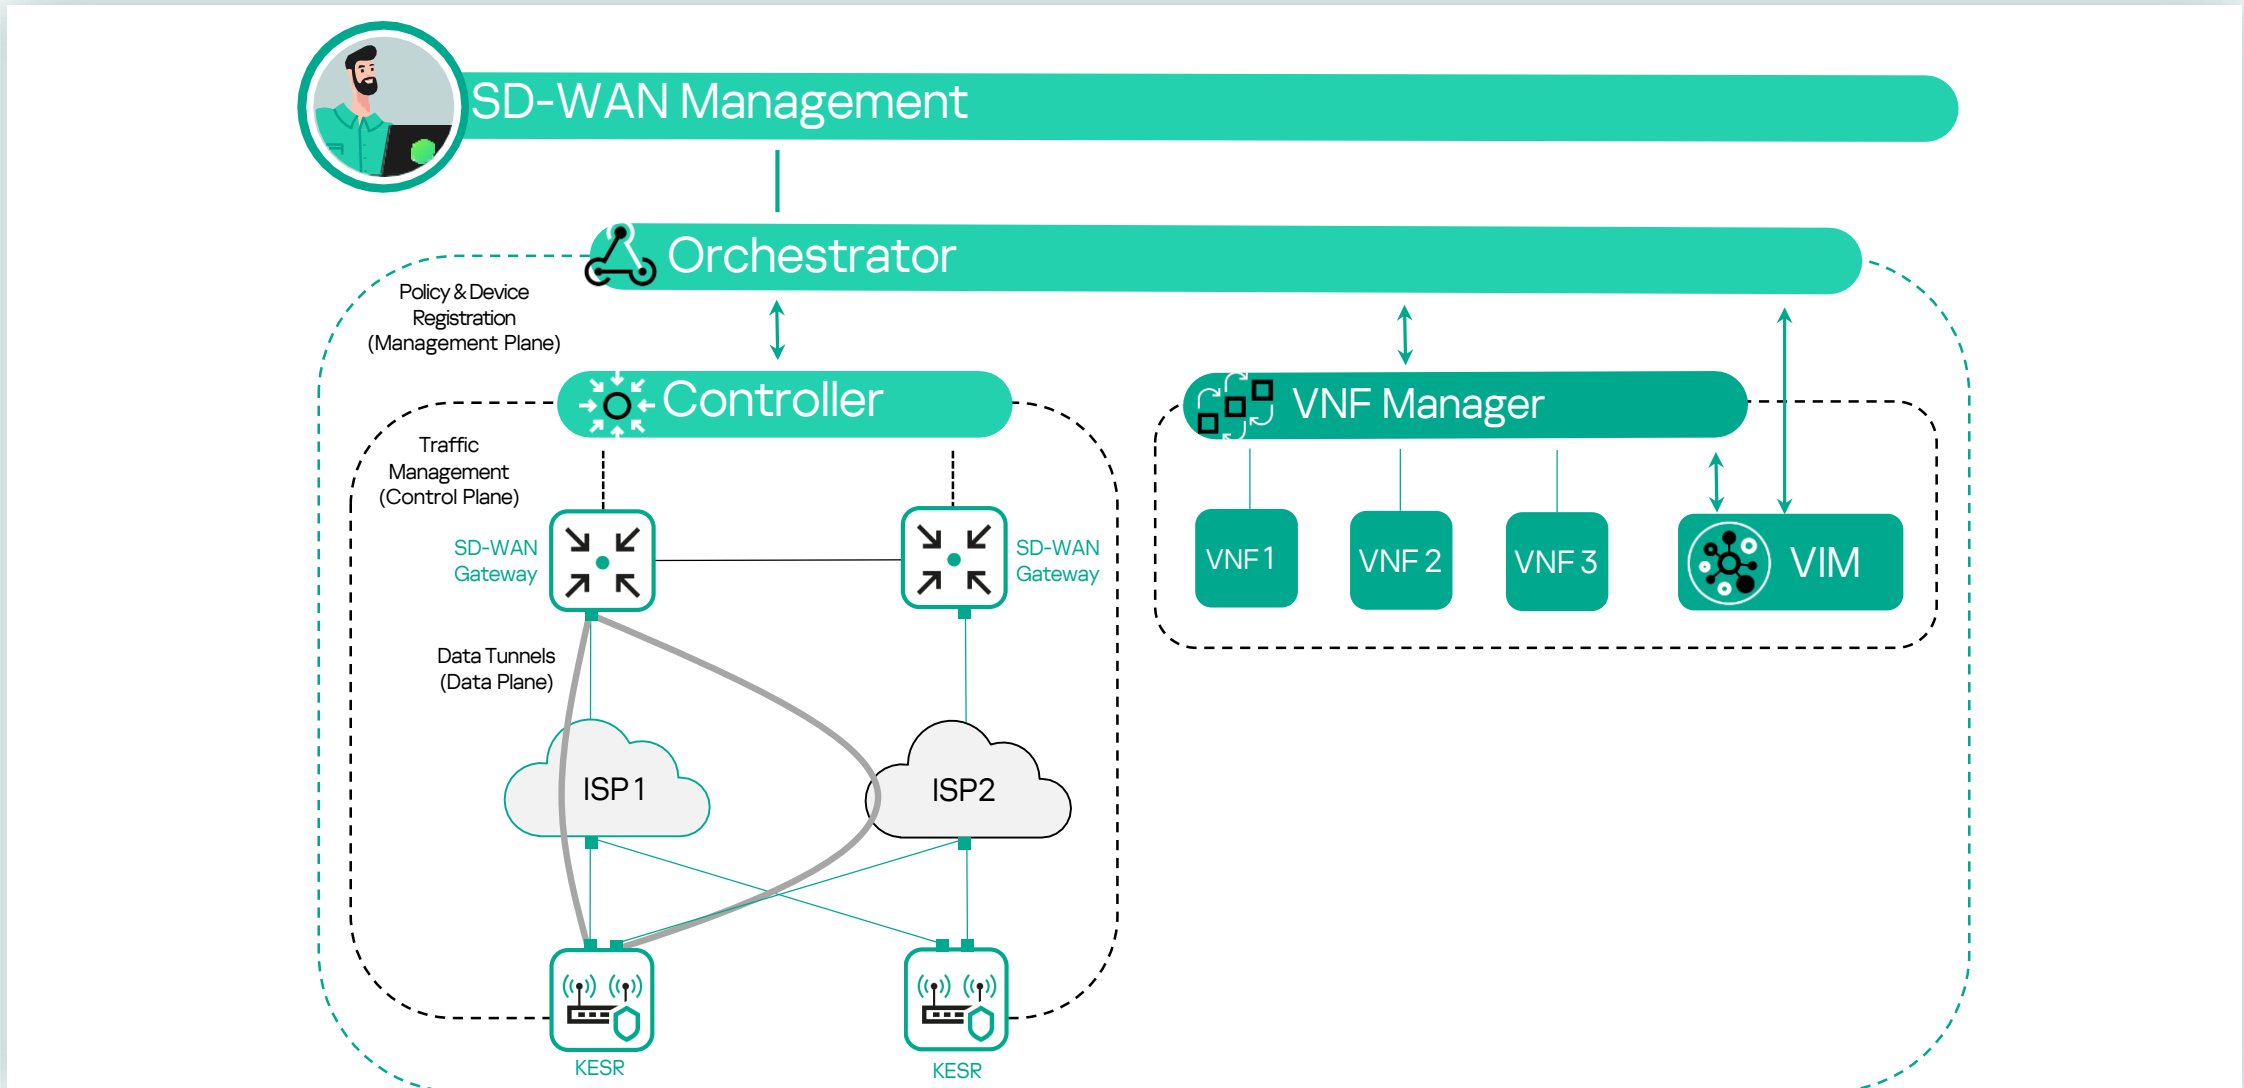 SD-WAN Management
Orchestrator
Policy & Device
Registration
(Management Plane)
Controller
VNF Manager
Traffic
Management
(Control Plane)
SD-WAN
Gateway
SD-WAN
Gateway
VNF 1
VNF 2
VNF 3
VIM
Data Tunnels
(Data Plane)
ISP 1
ISP2
KESR
KESR